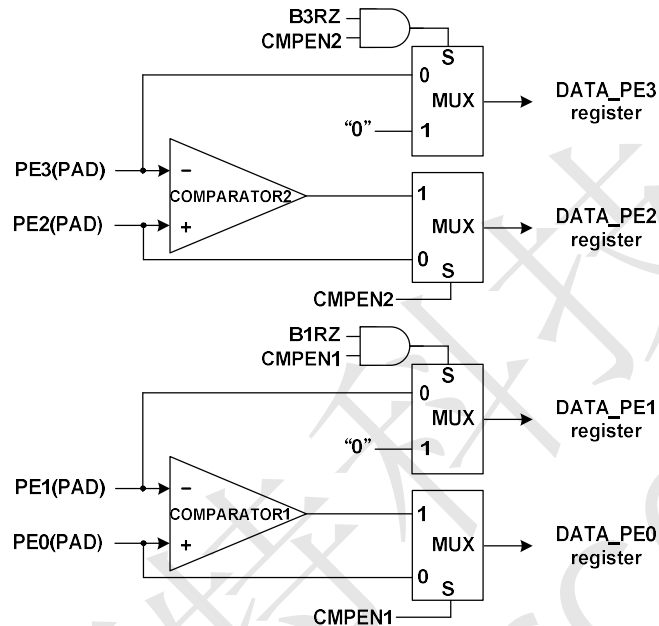 B3RZ
CMPEN2
S
0
MUX
DATA_PE3
register
“0”
1
PE3(PAD)
−
COMPARATOR2
PE2(PAD)
+
1
MUX
DATA_PE2
register
0
S
CMPEN2
B1RZ
CMPEN1
S
0
MUX
DATA_PE1
register
“0”
1
PE1(PAD)
−
COMPARATOR1
PE0(PAD)
+
1
MUX
DATA_PE0
register
0
S
CMPEN1